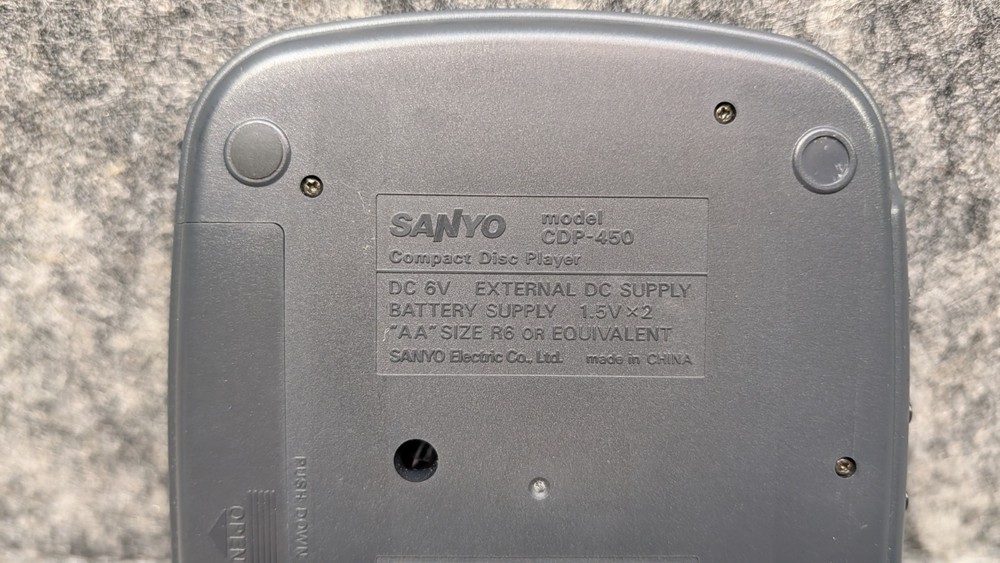 SANYO model
CDP-450
Compact Disc Player
DC 6V EXTERNAL DC SUPPLY
BATTERY SUPPLY 1.5V×2
"AA" SIZE R6 OR EQUIVALENT
SANYO Electric Co., Ltd. made in CHINA
PUSH DOWN
OPEN